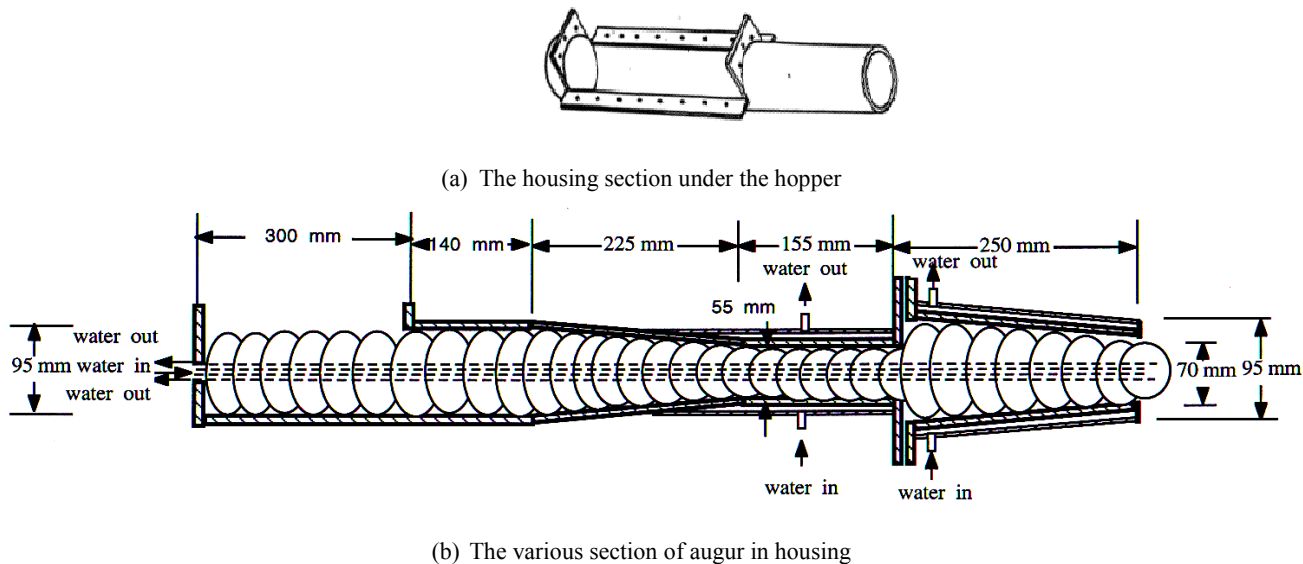 (a) The housing section under the hopper
300 mm 140 mm 225 mm 155 mm 250 mm
water out water out
55 mm
water out
95 mm water in 70 mm 95 mm
water out
water in water in
(b) The various section of augur in housing